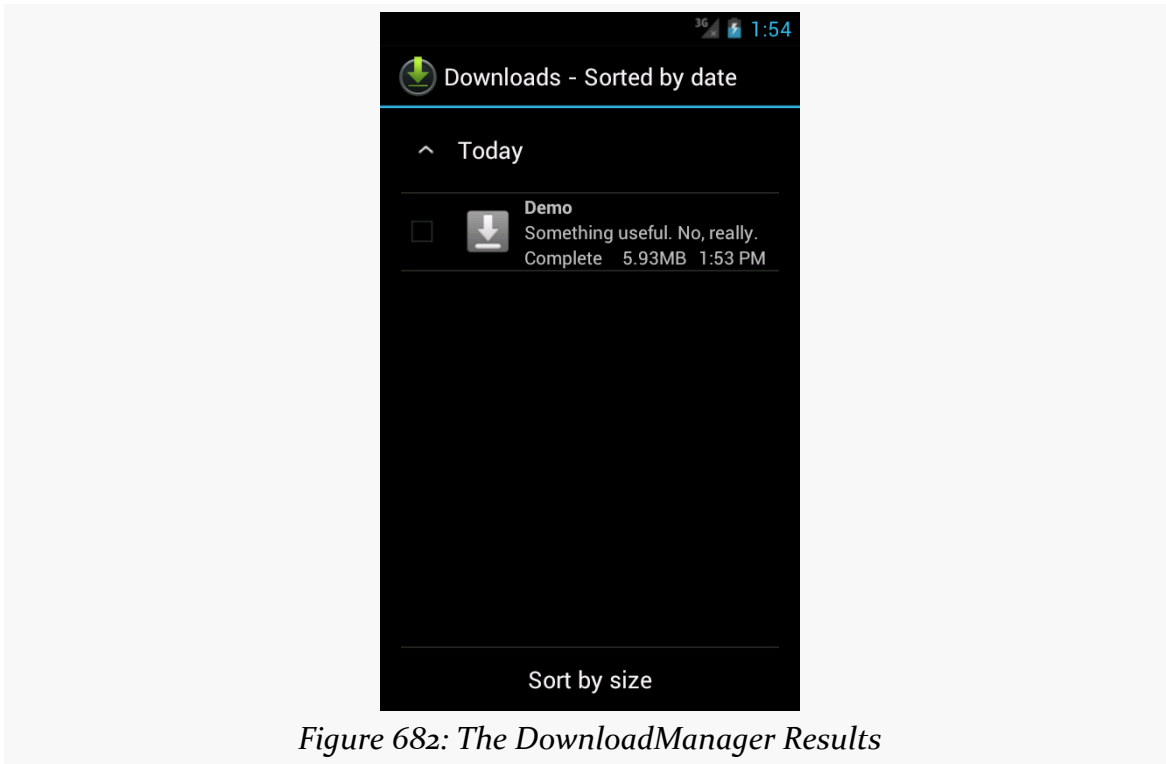 3G 1:54
Downloads - Sorted by date
Today
Demo
Something useful. No, really.
Complete 5.93MB 1:53 PM
Sort by size
Figure 682: The DownloadManager Results